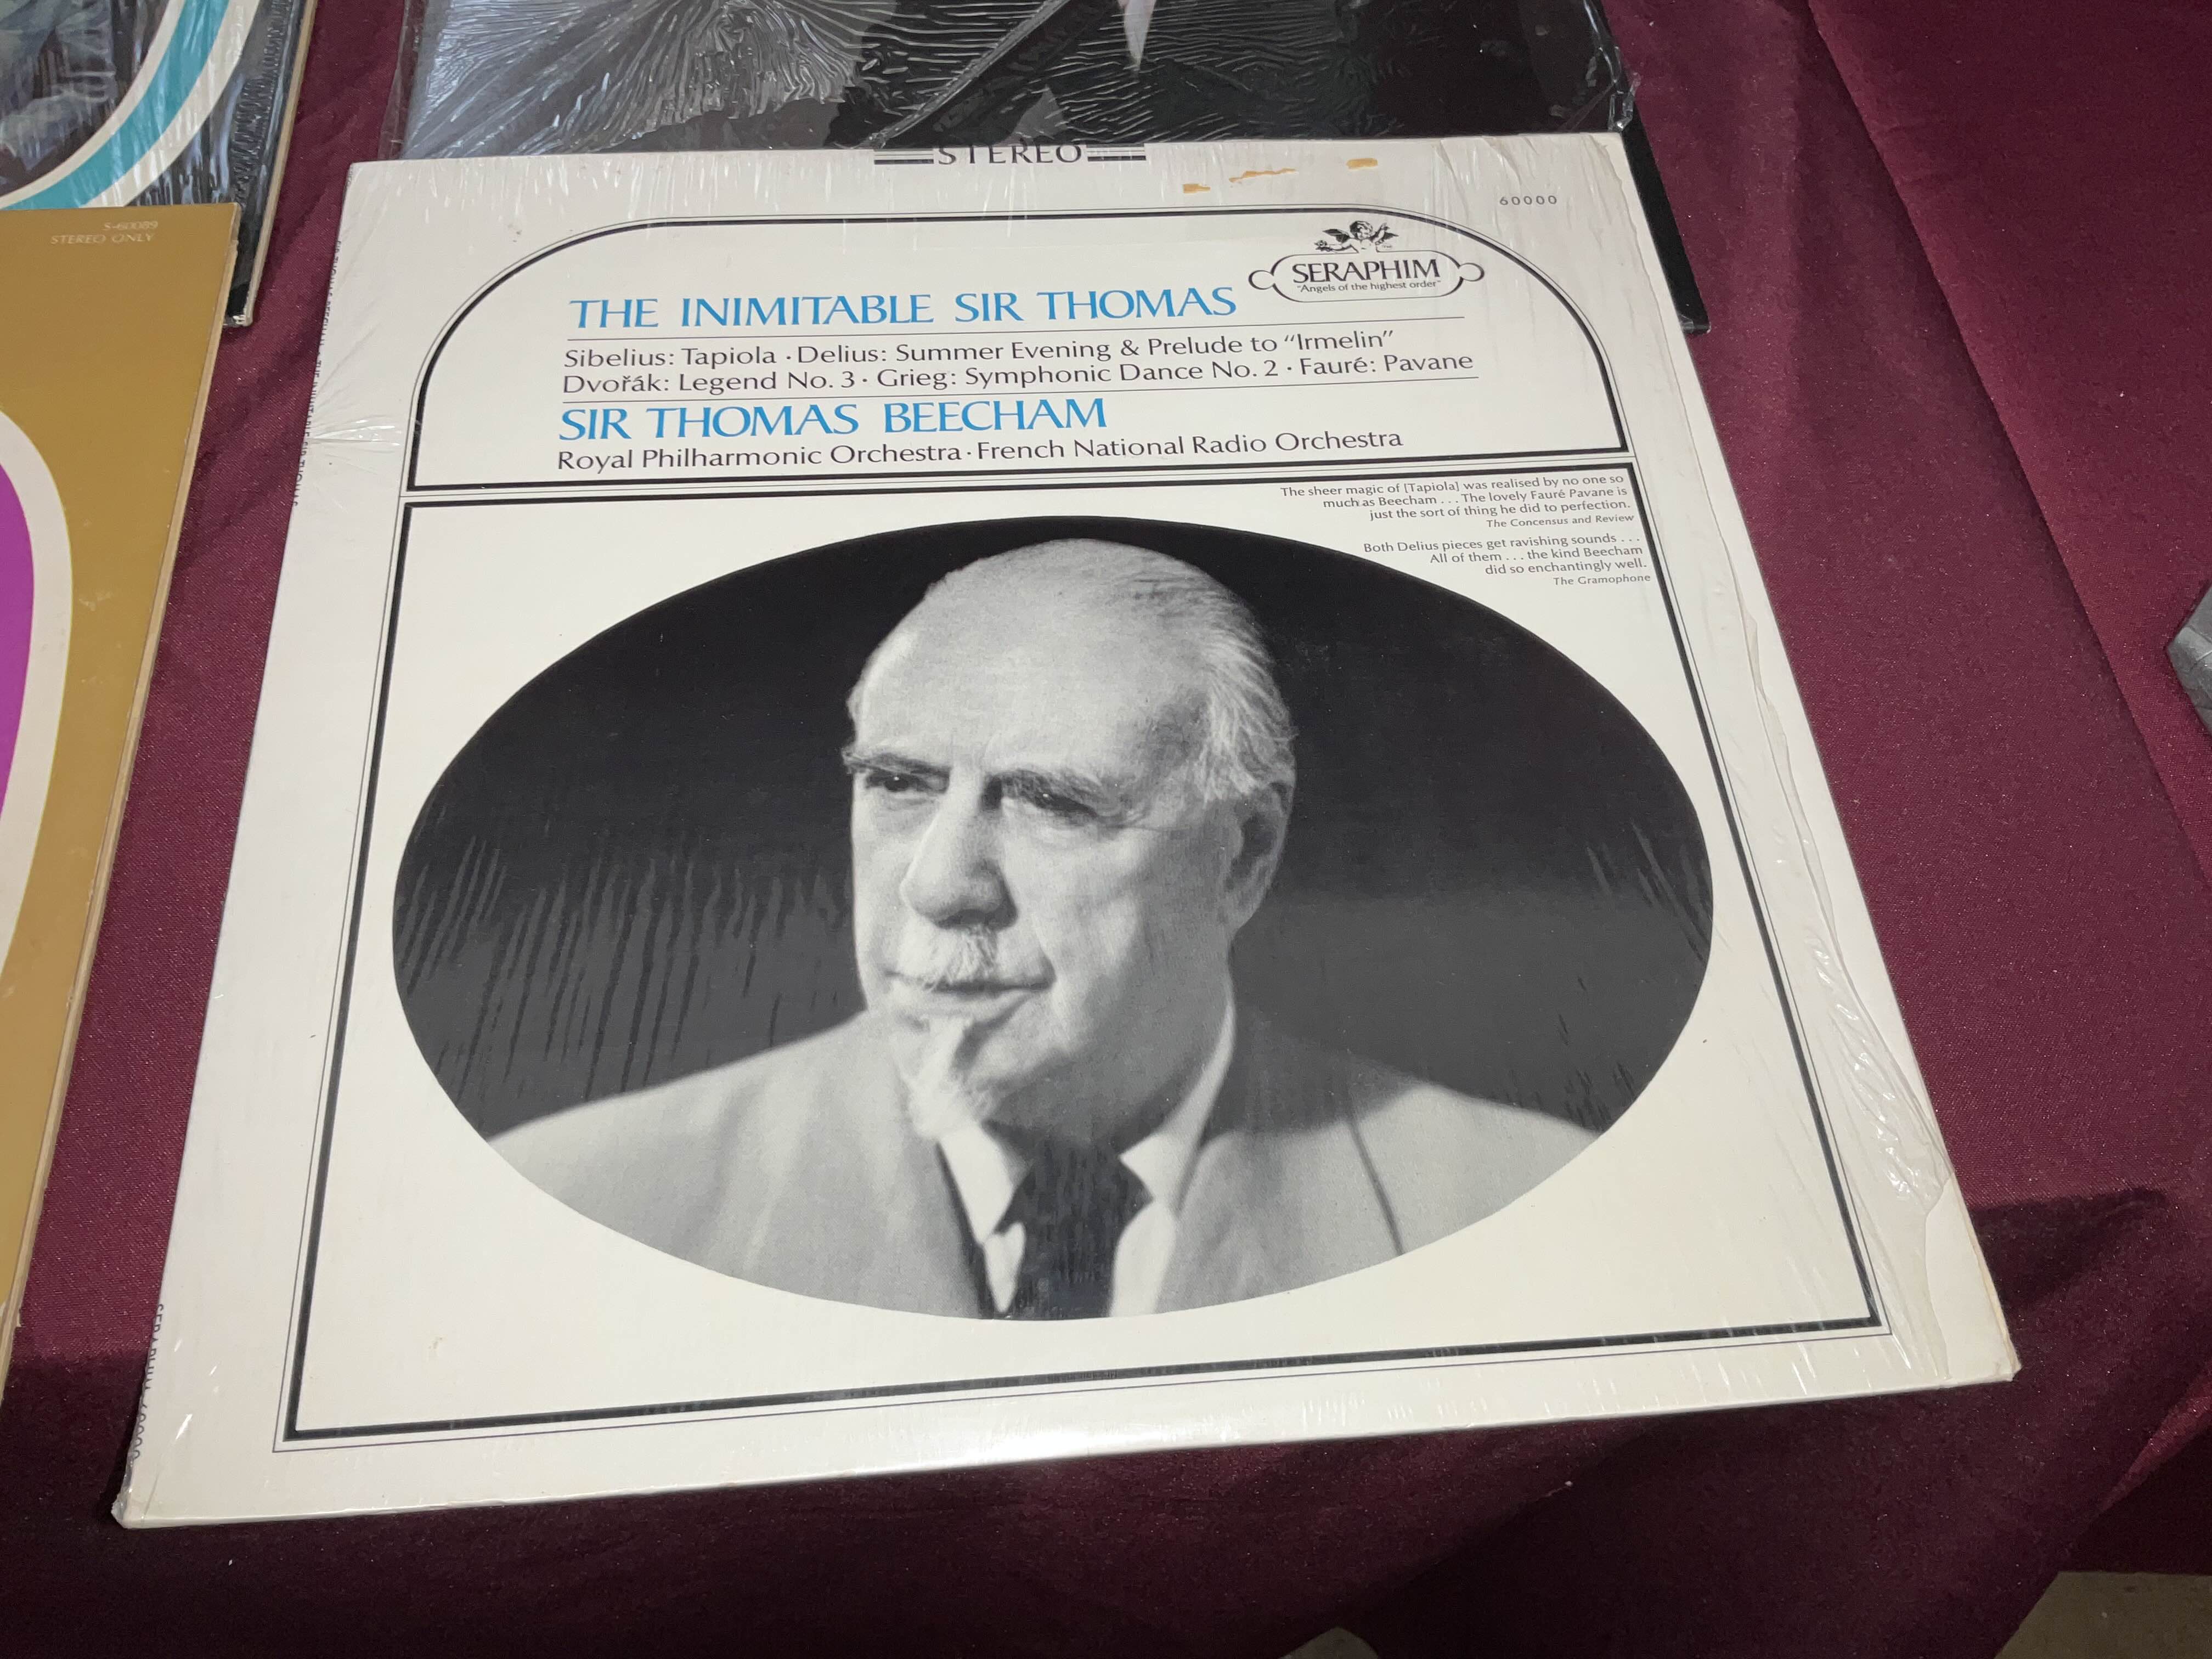 STEREO
60000
S-60089
STEREO ONLY
SERAPHIM
"Angels of the highest order"
THE INIMITABLE SIR THOMAS
Sibelius: Tapiola · Delius: Summer Evening & Prelude to "Irmelin"
Dvořák: Legend No. 3 · Grieg: Symphonic Dance No. 2 · Fauré: Pavane
SIR THOMAS BEECHAM
Royal Philharmonic Orchestra · French National Radio Orchestra
The sheer magic of [Tapiola] was realised by no one so
much as Beecham . . . The lovely Fauré Pavane is
just the sort of thing he did to perfection.
The Concensus and Review
Both Delius pieces get ravishing sounds . . .
All of them . . . the kind Beecham
did so enchantingly well.
The Gramophone